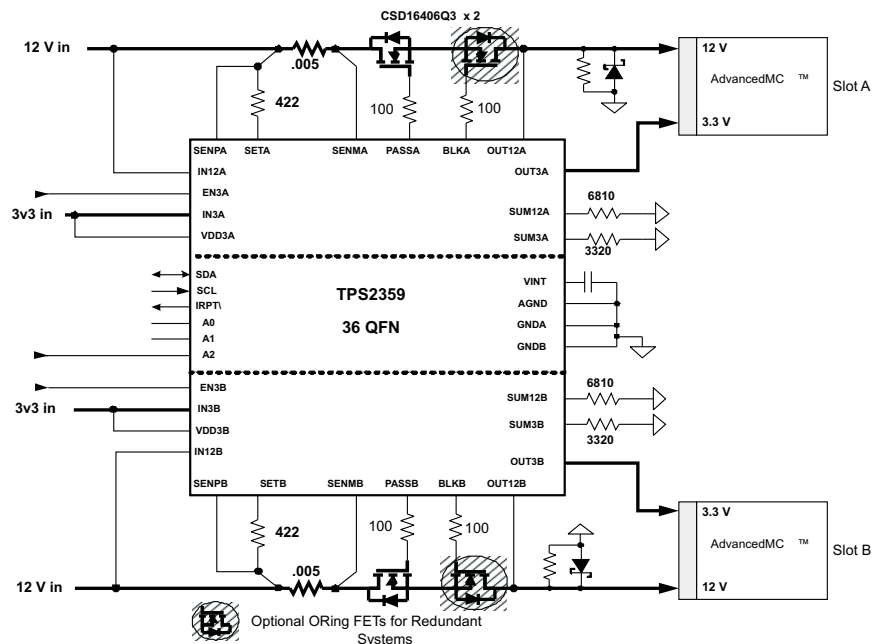 CSD16406Q3 x 2
12 V in
.005
422
100
100
12 V
AdvancedMC ™
Slot A
3.3 V
SENPA SETA SENMA PASSA BLKA OUT12A
IN12A
OUT3A
EN3A
3v3 in
IN3A
VDD3A
SUM12A
6810
SUM3A
3320
SDA
SCL
IRPT\
A0
A1
A2
TPS2359
36 QFN
VINT
AGND
GNDA
GNDB
EN3B
3v3 in
IN3B
VDD3B
IN12B
SUM12B
6810
SUM3B
3320
OUT3B
SENPB SETB SENMB PASSB BLKB OUT12B
422
100
100
3.3 V
AdvancedMC ™
Slot B
12 V
.005
12 V in
Optional ORing FETs for Redundant
Systems